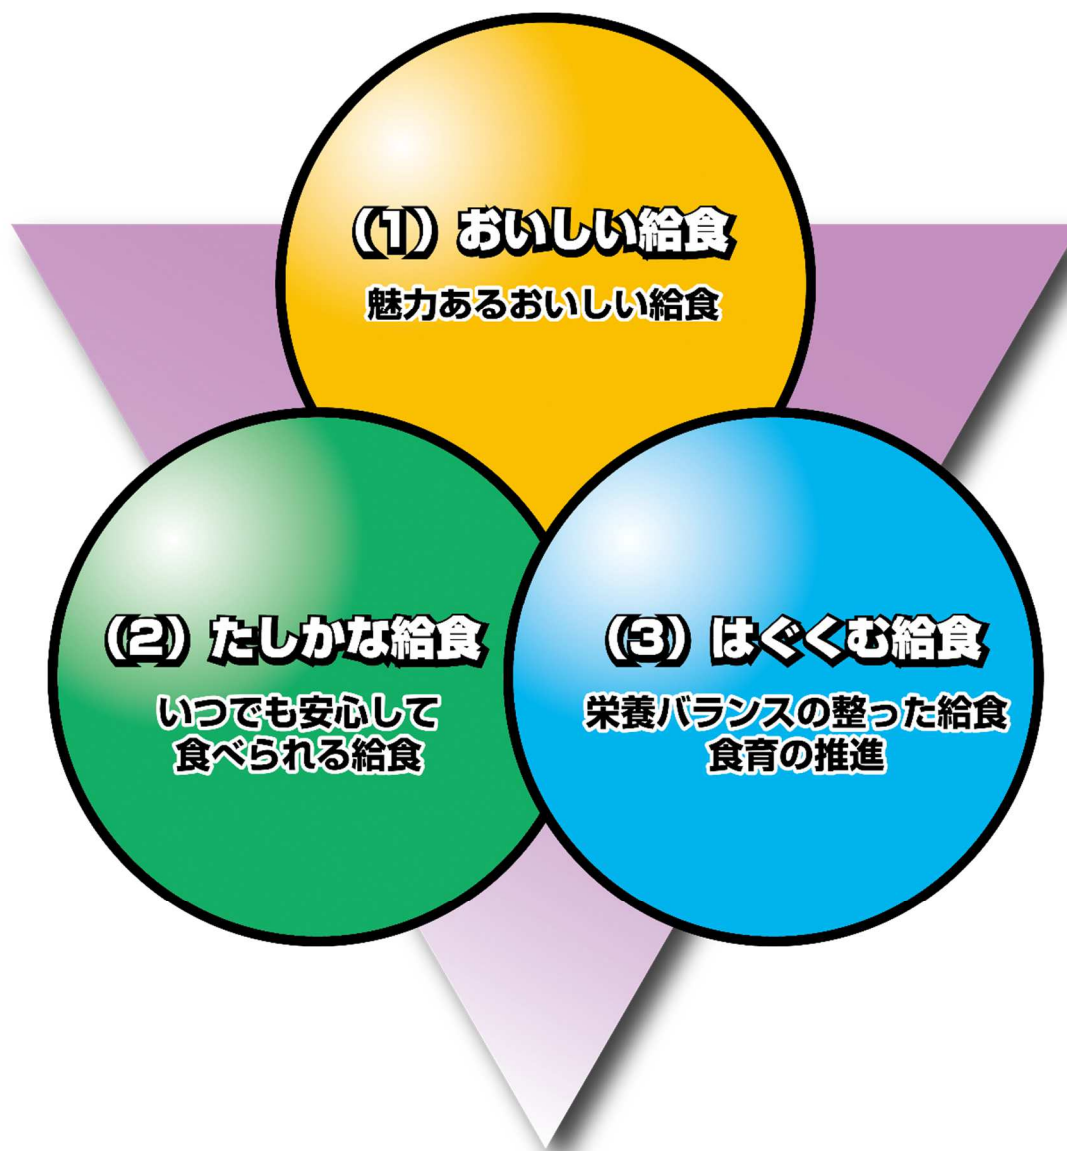 (1) おいしい給食
魅力あるおいしい給食
(2) たしかな給食
いつでも安心して
食べられる給食
(3) はぐくむ給食
栄養バランスの整った給食
食育の推進